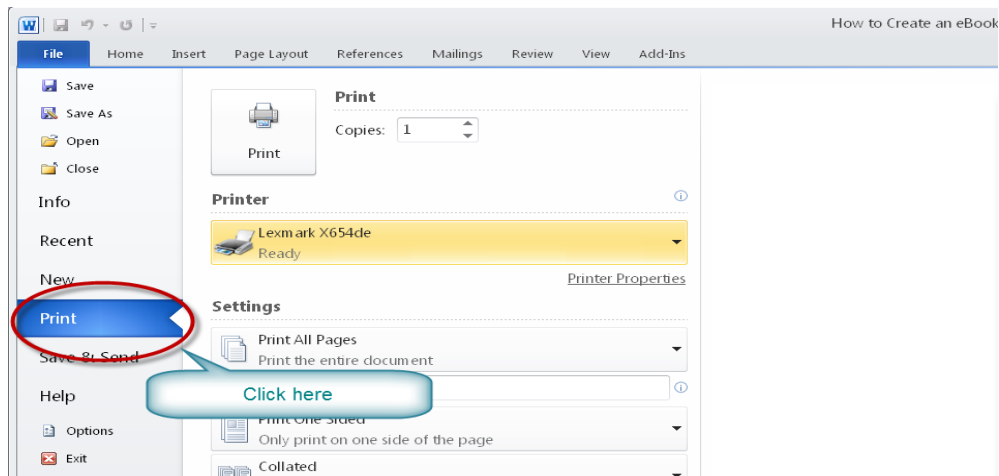 How to Create an eBook
File Home Insert Page Layout References Mailings Review View Add-Ins
Save
Save As
Open
Close
Info
Recent
New
Print
Save & Send
Help
Options
Exit
Print
Copies: 1
Print
Printer
Lexmark X654de
Ready
Printer Properties
Settings
Print All Pages
Print the entire document
Click here
Print One Sided
Only print on one side of the page
Collated